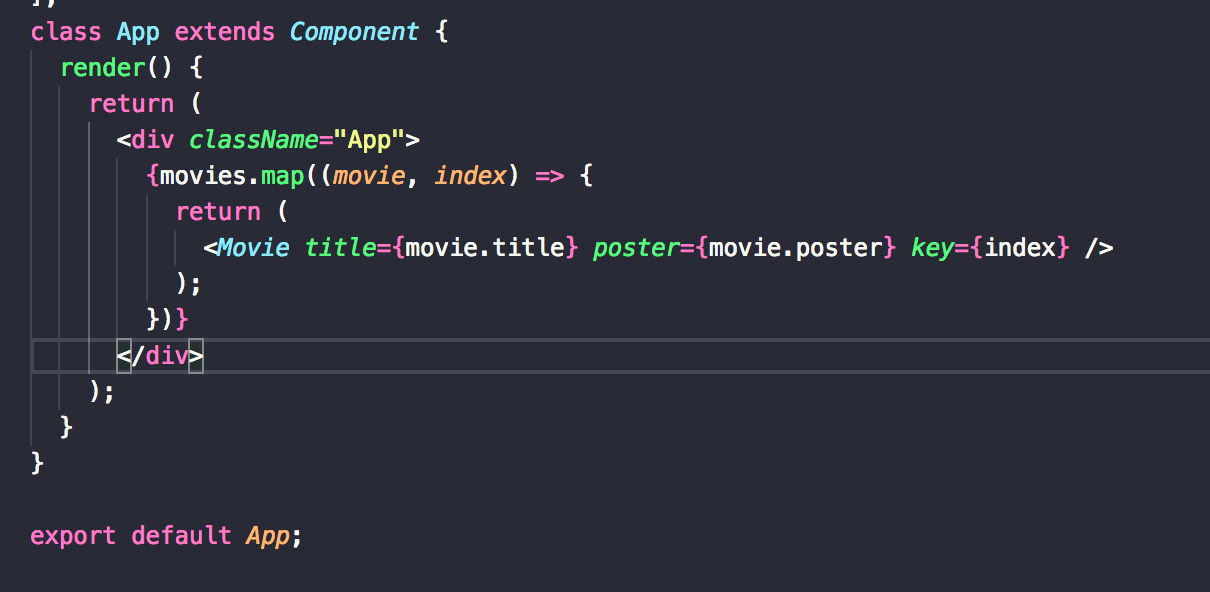 ];
class App extends Component {
  render() {
    return (
      <div className="App">
        {movies.map((movie, index) => {
          return (
            <Movie title={movie.title} poster={movie.poster} key={index} />
          );
        })}
      </div>
    );
  }
}

export default App;